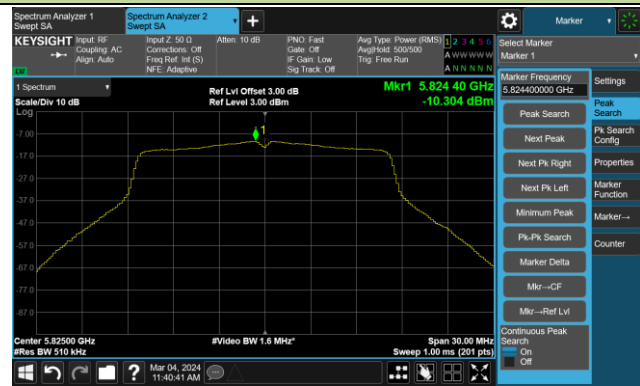 Spectrum Analyzer 1
Swept SA
Spectrum Analyzer 2
Swept SA
Marker
KEYSIGHT
Input: RF
Coupling: AC
Align: Auto
Input Z: 50 Ω
Corrections: Off
Freq Ref: Int (S)
NFE: Adaptive
Atten: 10 dB
PNO: Fast
Gate: Off
IF Gain: Low
Sig Track: Off
Avg Type: Power (RMS)
Avg|Hold: 500/500
Trig: Free Run
1 2 3 4 5 6
A W W W W W
A N N N N N
LXI
Select Marker
Marker 1
1 Spectrum
Scale/Div 10 dB
Log
Ref Lvl Offset 3.00 dB
Ref Level 3.00 dBm
Mkr1 5.824 40 GHz
-10.304 dBm
1
-7.00
-17.0
-27.0
-37.0
-47.0
-57.0
-67.0
-77.0
-87.0
Center 5.82500 GHz
#Res BW 510 kHz
#Video BW 1.6 MHz*
Span 30.00 MHz
Sweep 1.00 ms (201 pts)
Marker Frequency
5.824400000 GHz
Peak Search
Next Peak
Next Pk Right
Next Pk Left
Minimum Peak
Pk-Pk Search
Marker Delta
Mkr→CF
Mkr→Ref Lvl
Continuous Peak
Search
On
Off
Settings
Peak
Search
Pk Search
Config
Properties
Marker
Function
Marker→
Counter
Mar 04, 2024
11:40:41 AM